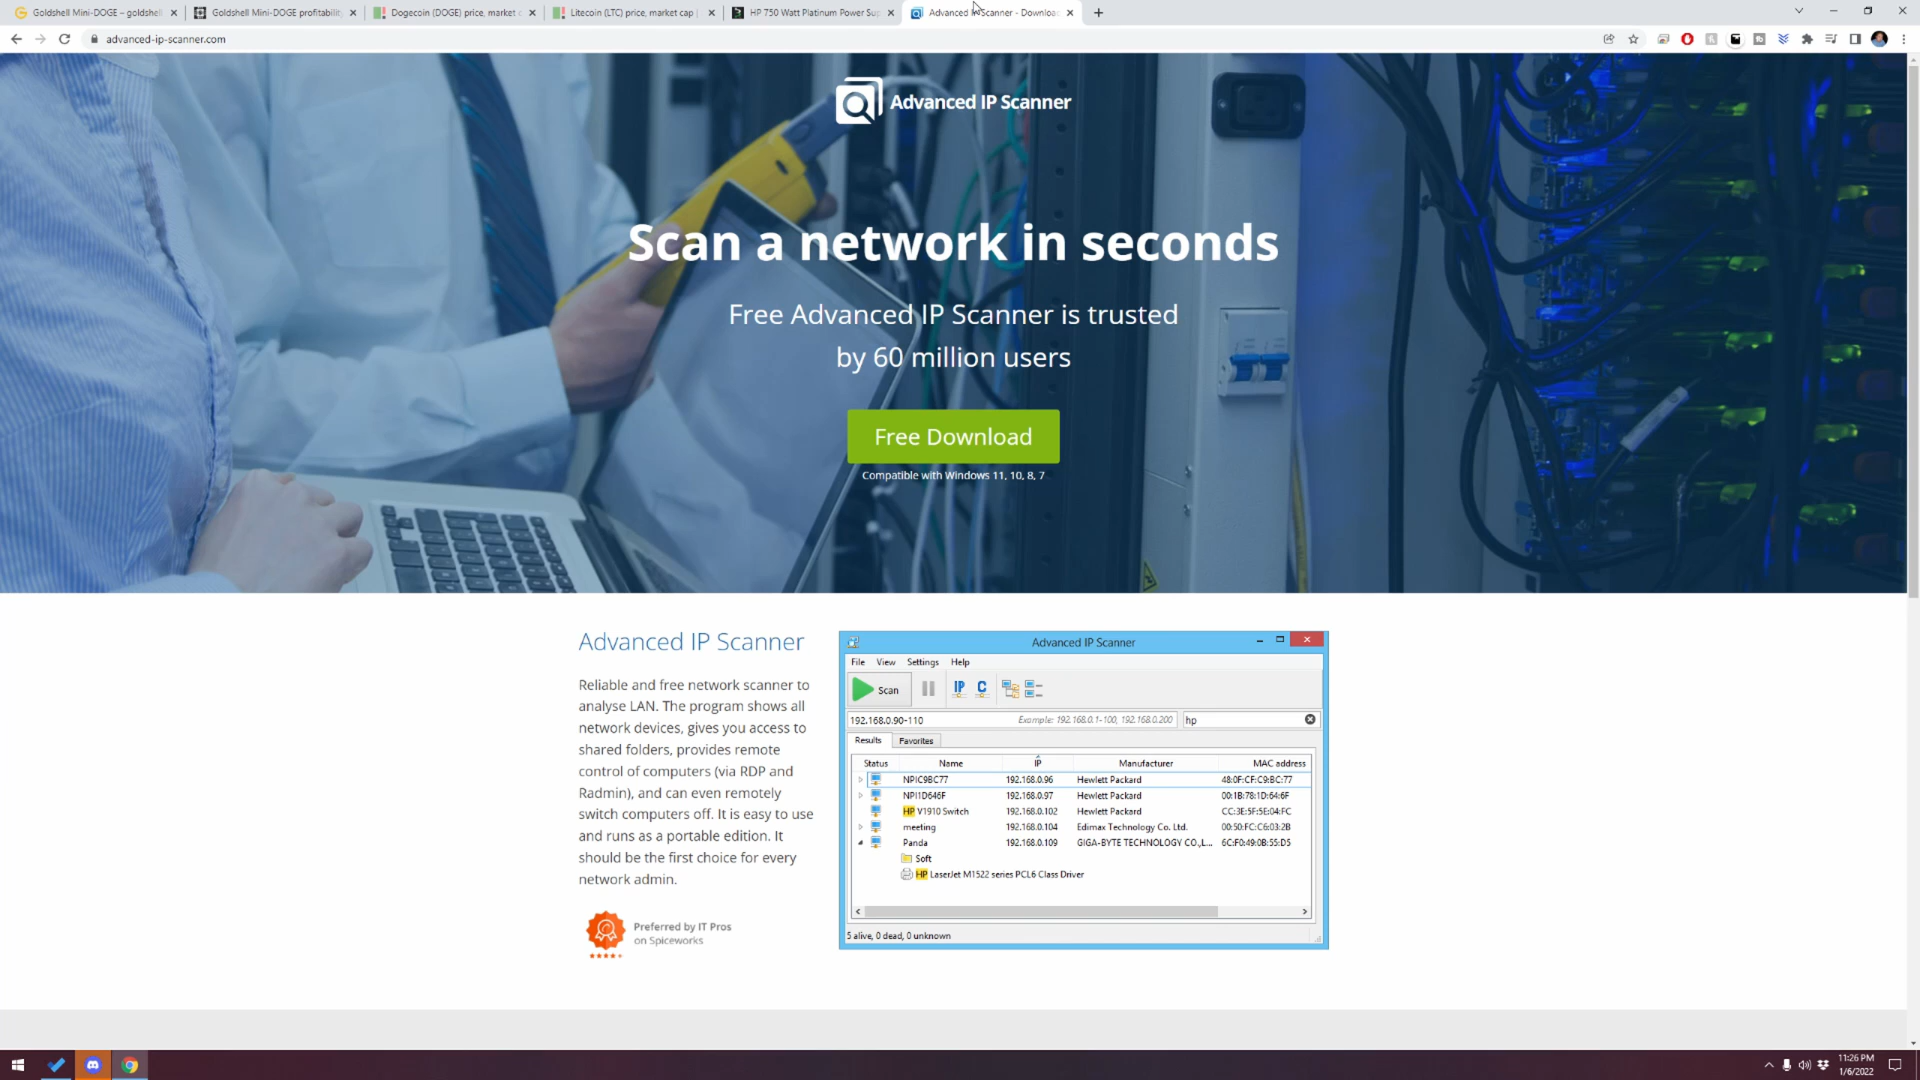 Goldshell Mini-DOGE – goldshell
Goldshell Mini-DOGE profitability
Dogecoin (DOGE) price, market c
Litecoin (LTC) price, market cap
HP 750 Watt Platinum Power Sup
Advanced IP Scanner - Download
advanced-ip-scanner.com
Advanced IP Scanner
Scan a network in seconds
Free Advanced IP Scanner is trusted
by 60 million users
Free Download
Compatible with Windows 11, 10, 8, 7
Advanced IP Scanner
Reliable and free network scanner to
analyse LAN. The program shows all
network devices, gives you access to
shared folders, provides remote
control of computers (via RDP and
Radmin), and can even remotely
switch computers off. It is easy to use
and runs as a portable edition. It
should be the first choice for every
network admin.
Preferred by IT Pros
on Spiceworks
Advanced IP Scanner
File View Settings Help
Scan IP C
192.168.0.90-110 Example: 192.168.0.1-100, 192.168.0.200 hp
Results Favorites
Status Name IP Manufacturer MAC address
NPIC9BC77 192.168.0.96 Hewlett Packard 48:0F:CF:C9:BC:77
NPI1D646F 192.168.0.97 Hewlett Packard 00:1B:78:1D:64:6F
HP V1910 Switch 192.168.0.102 Hewlett Packard CC:3E:5F:5E:04:FC
meeting 192.168.0.104 Edimax Technology Co. Ltd. 00:50:FC:C6:03:2B
Panda 192.168.0.109 GIGA-BYTE TECHNOLOGY CO.,L... 6C:F0:49:0B:55:D5
Soft
HP LaserJet M1522 series PCL6 Class Driver
5 alive, 0 dead, 0 unknown
11:26 PM
1/6/2022